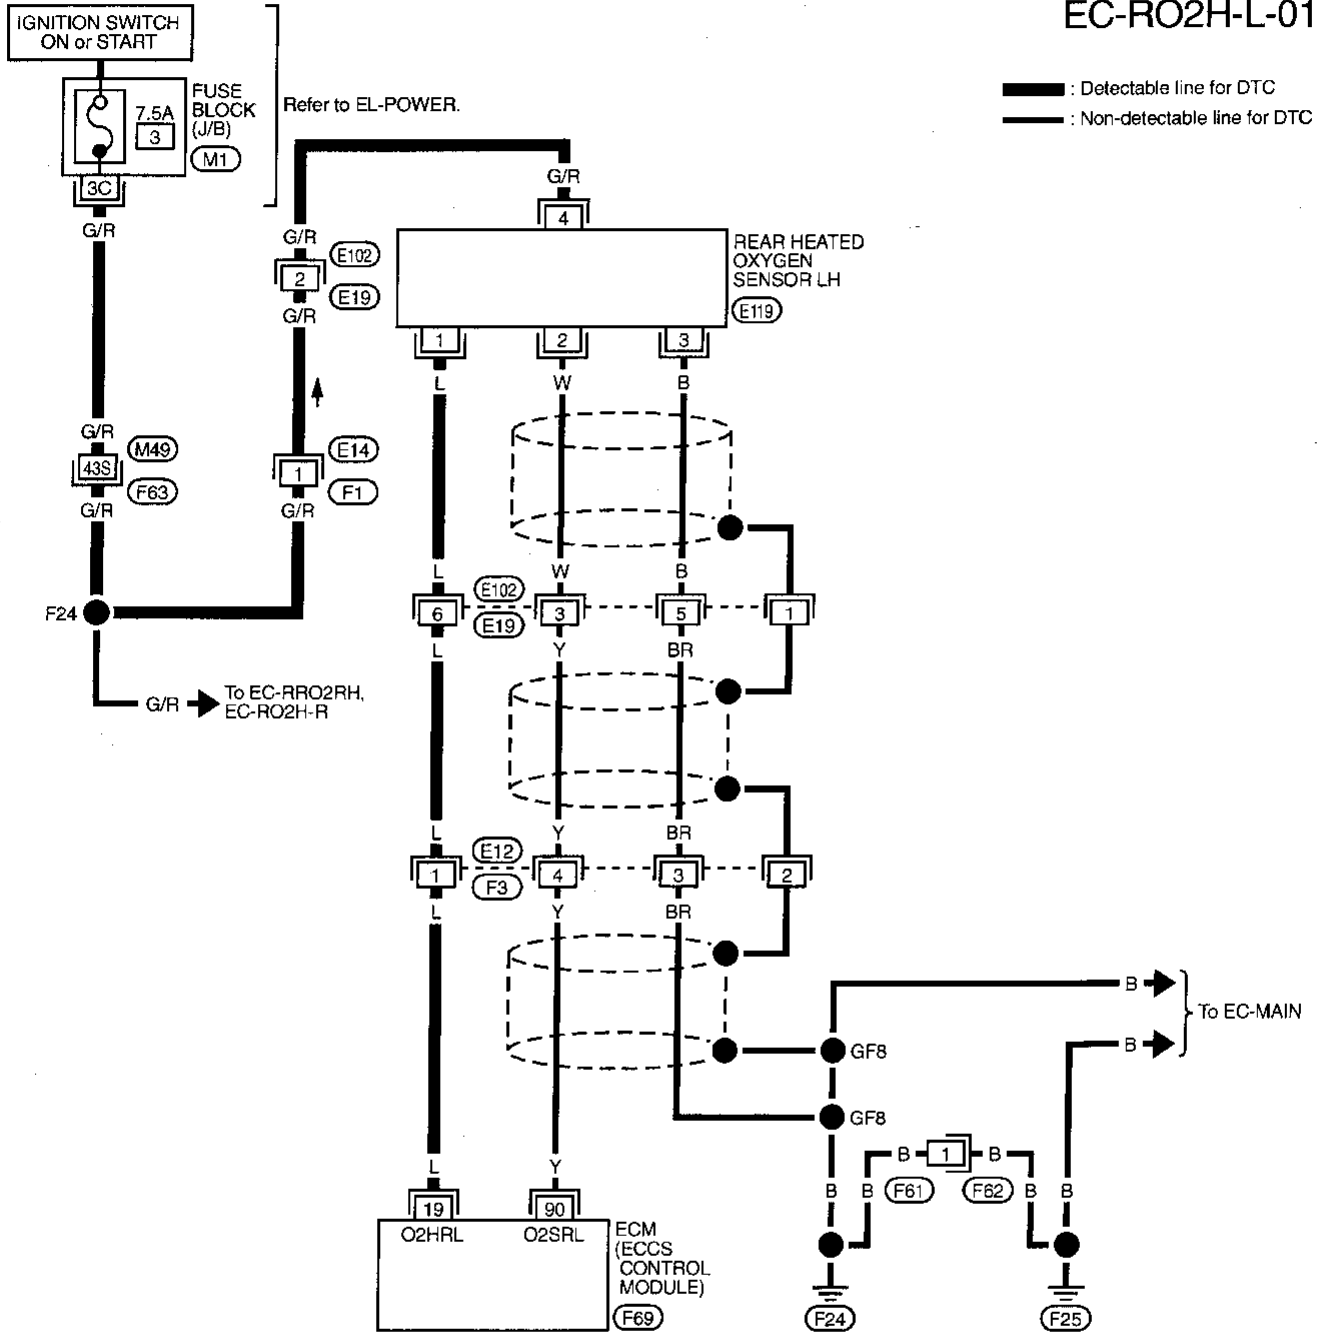 EC-RO2H-L-01
IGNITION SWITCH
ON or START
FUSE
BLOCK
(J/B)
7.5A
3
M1
3C
Refer to EL-POWER.
: Detectable line for DTC
: Non-detectable line for DTC
G/R
4
G/R
G/R
E102
2
E19
G/R
REAR HEATED
OXYGEN
SENSOR LH
E119
1
2
3
L
W
B
G/R
M49
43S
F63
G/R
E14
1
F1
G/R
L
W
B
E102
6
3
5
1
E19
L
Y
BR
F24
G/R
To EC-RRO2RH,
EC-RO2H-R
L
Y
BR
E12
1
4
3
2
F3
L
Y
BR
B
B
To EC-MAIN
GF8
GF8
B
1
B
F61
F62
B
B
B
B
L
Y
19
90
O2HRL
O2SRL
ECM
(ECCS
CONTROL
MODULE)
F69
F24
F25